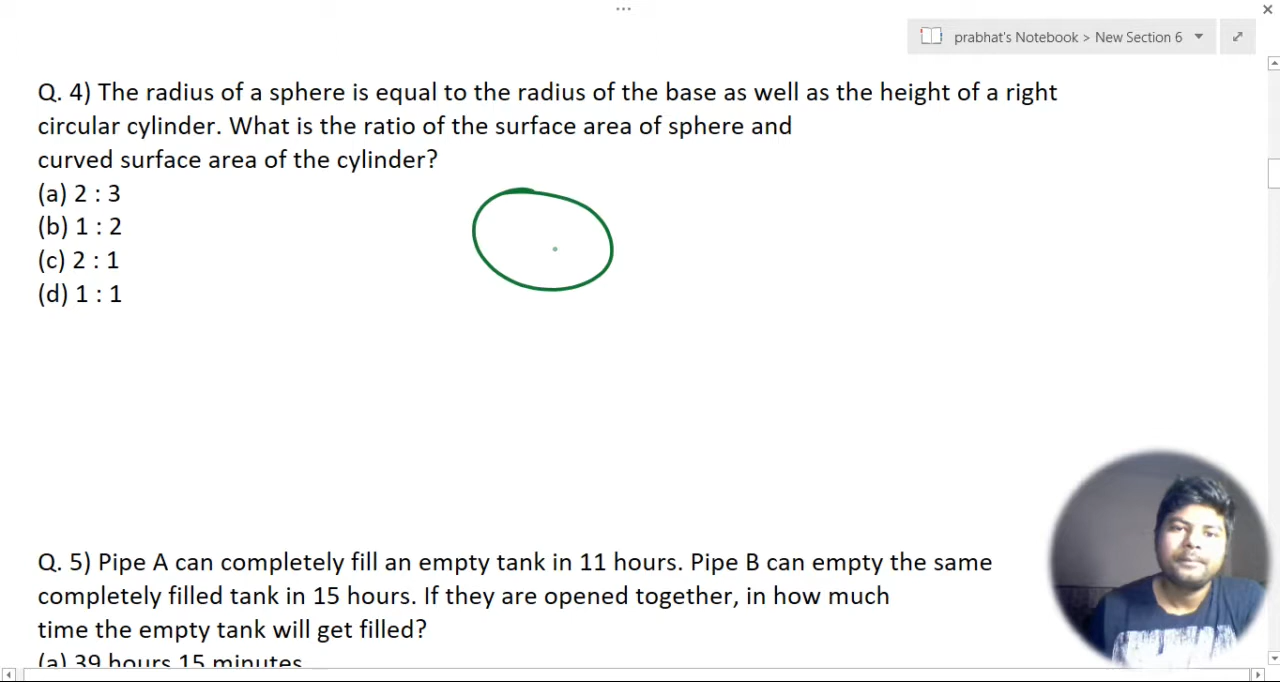 prabhat's Notebook > New Section 6
Q. 4) The radius of a sphere is equal to the radius of the base as well as the height of a right
circular cylinder. What is the ratio of the surface area of sphere and
curved surface area of the cylinder?
(a) 2 : 3
(b) 1 : 2
(c) 2 : 1
(d) 1 : 1
Q. 5) Pipe A can completely fill an empty tank in 11 hours. Pipe B can empty the same
completely filled tank in 15 hours. If they are opened together, in how much
time the empty tank will get filled?
(a) 39 hours 15 minutes